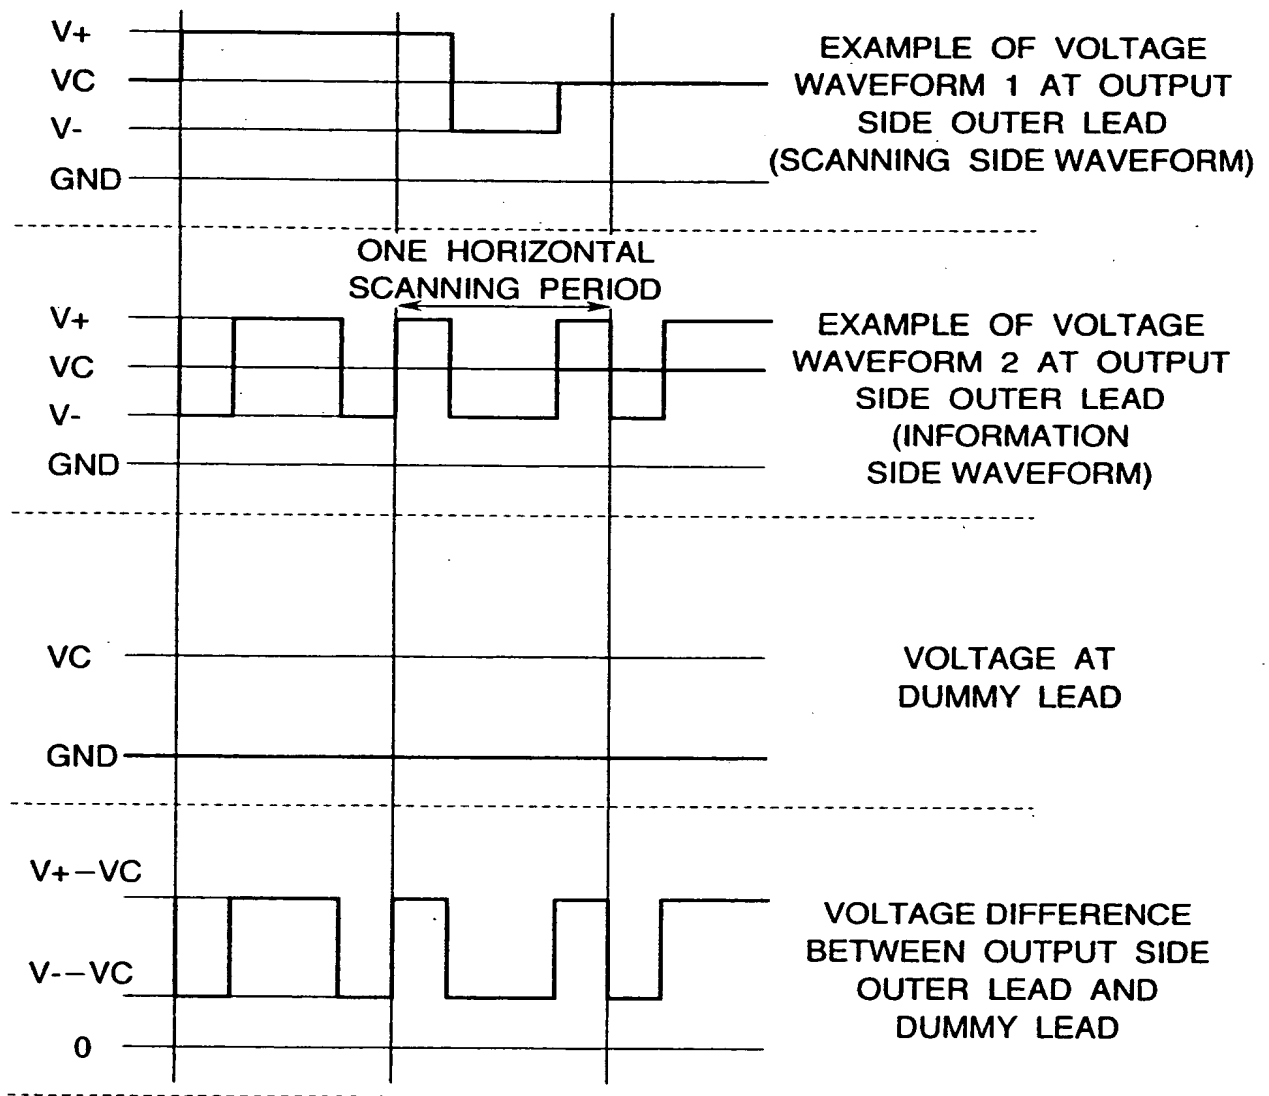 V+
VC
V-
GND
EXAMPLE OF VOLTAGE
WAVEFORM 1 AT OUTPUT
SIDE OUTER LEAD
(SCANNING SIDE WAVEFORM)
ONE HORIZONTAL
SCANNING PERIOD
V+
VC
V-
GND
EXAMPLE OF VOLTAGE
WAVEFORM 2 AT OUTPUT
SIDE OUTER LEAD
(INFORMATION
SIDE WAVEFORM)
VC
GND
VOLTAGE AT
DUMMY LEAD
V+−VC
V-−VC
0
VOLTAGE DIFFERENCE
BETWEEN OUTPUT SIDE
OUTER LEAD AND
DUMMY LEAD